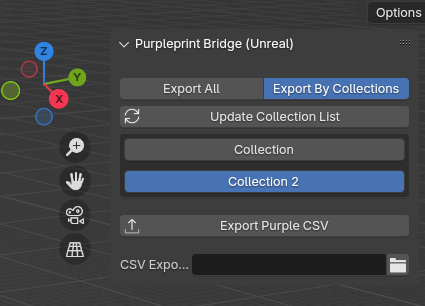 Options
Purpleprint Bridge (Unreal)
Z
Y
X
Export All
Export By Collections
Update Collection List
Collection
Collection 2
Export Purple CSV
CSV Expo...